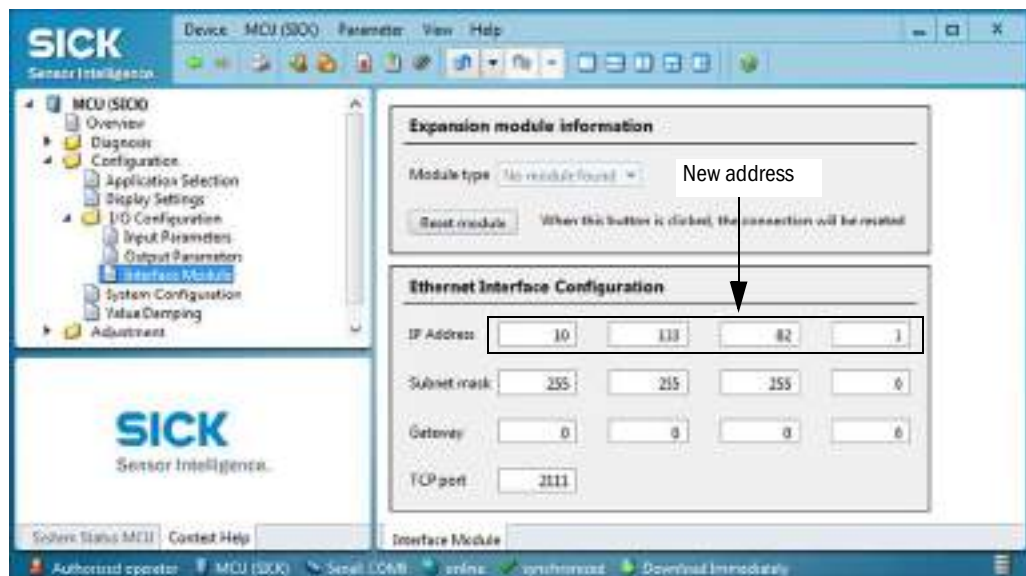 SICK
Sensor Intelligence.
Device MCU (SICK) Parameter View Help
MCU (SICK)
Overview
Diagnosis
Configuration
Application Selection
Display Settings
I/O Configuration
Input Parameters
Output Parameters
Interface Module
System Configuration
Value Damping
Adjustment
SICK
Sensor Intelligence.
System Status MCU Context Help
Expansion module information
Module type No module found
New address
Reset module When this button is clicked, the connection will be reseted
Ethernet Interface Configuration
IP Address 10 82 1
Subnet mask 255 255 255 0
Gateway 0 0 0 0
TCP port 2111
Interface Module
Authorized operator MCU (SICK) Serial online synchronized Download immediately